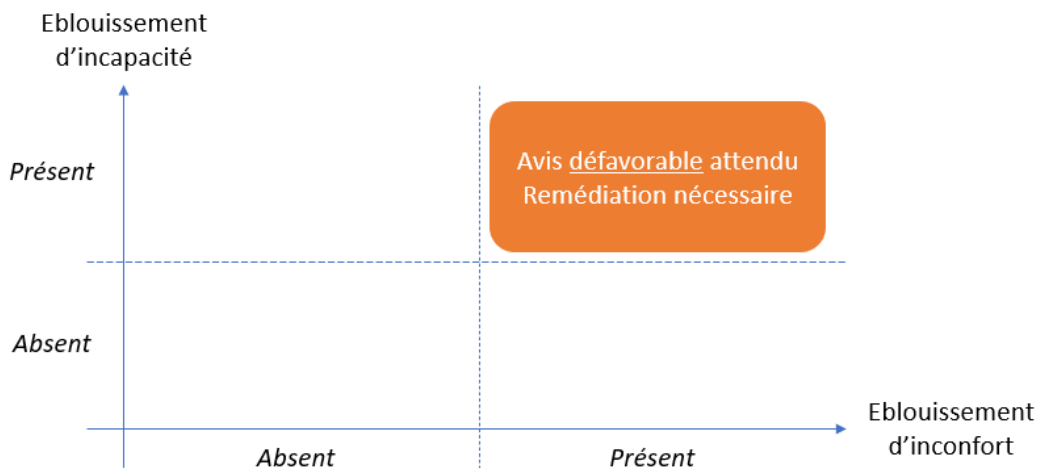 Eblouissement
d'incapacité
Présent
Avis défavorable attendu
Remédiation nécessaire
Absent
Eblouissement
d'inconfort
Absent
Présent